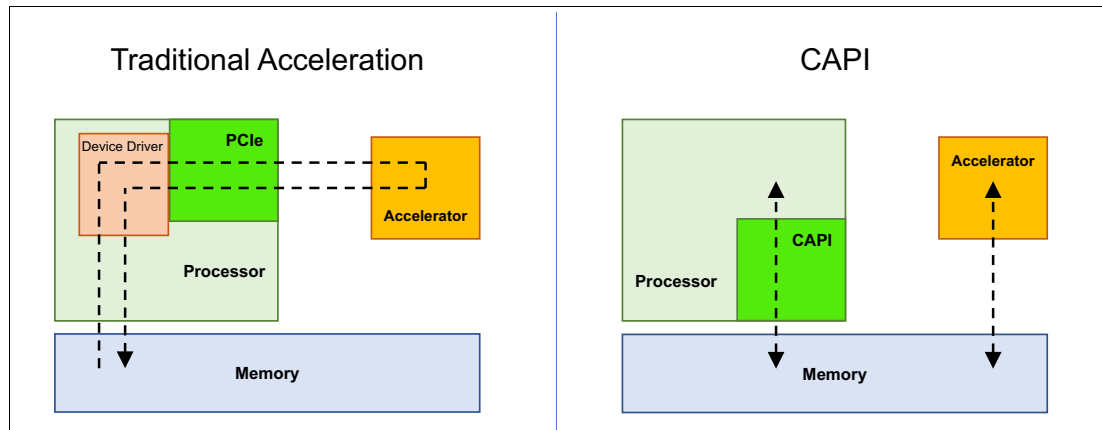 Traditional Acceleration
Device Driver
PCIe
Accelerator
Processor
Memory
CAPI
Accelerator
CAPI
Processor
Memory